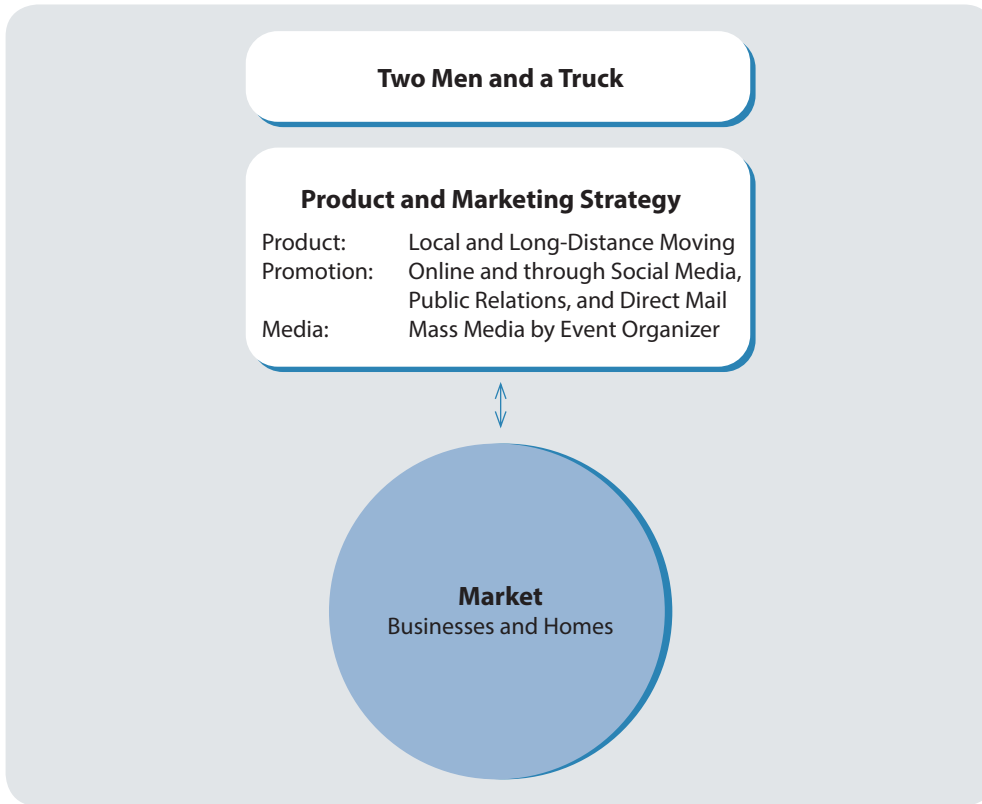 Two Men and a Truck
Product and Marketing Strategy
Product: Local and Long-Distance Moving
Promotion: Online and through Social Media,
Public Relations, and Direct Mail
Media: Mass Media by Event Organizer
Market
Businesses and Homes